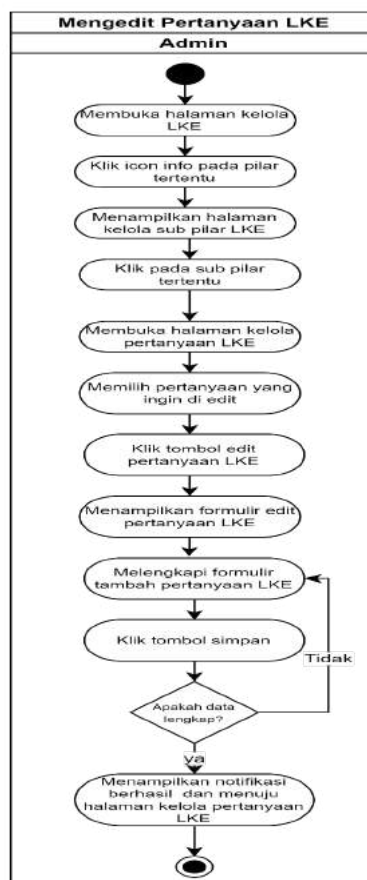 Mengedit Pertanyaan LKE
Admin
Membuka halaman kelola
LKE
Klik icon info pada pilar
tertentu
Menampilkan halaman
kelola sub pilar LKE
Klik pada sub pilar
tertentu
Membuka halaman kelola
pertanyaan LKE
Memilih pertanyaan yang
ingin di edit
Klik tombol edit
pertanyaan LKE
Menampilkan formulir edit
pertanyaan LKE
Melengkapi formulir
tambah pertanyaan LKE
Klik tombol simpan
Tidak
Apakah data
lengkap?
ya
Menampilkan notifikasi
berhasil dan menuju
halaman kelola pertanyaan
LKE